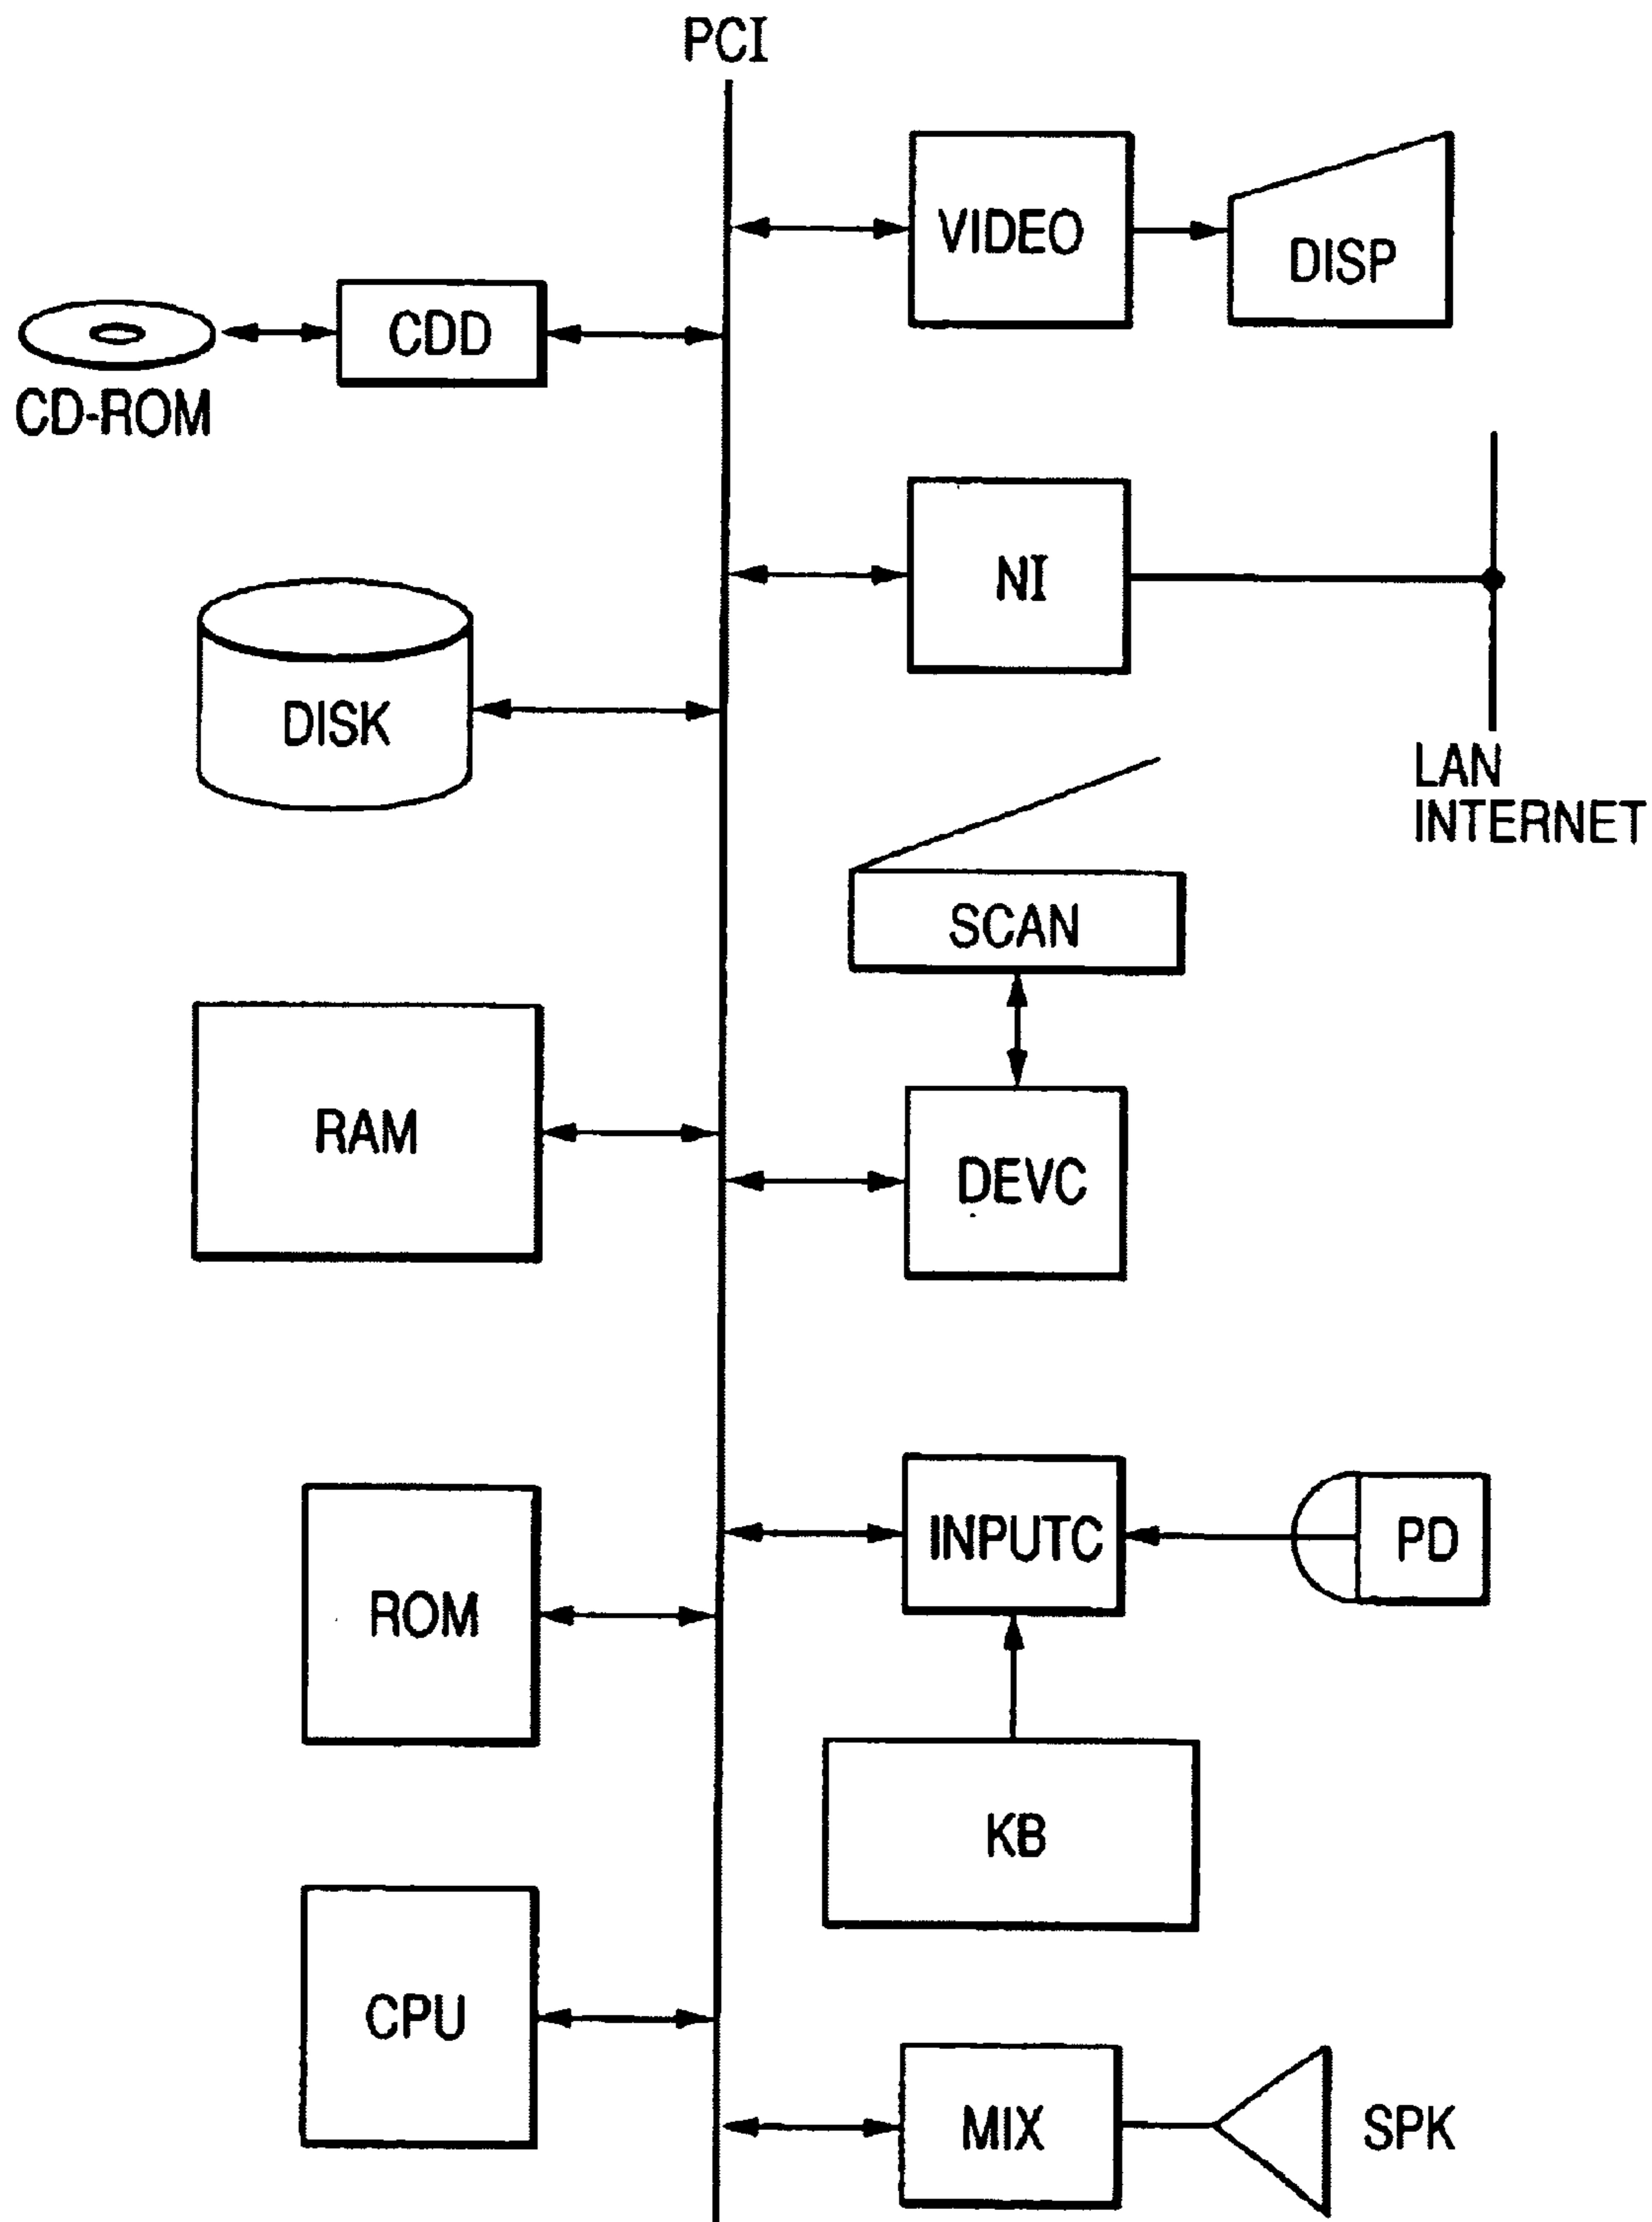 PCI
VIDEO
DISP
CDD
CD-ROM
NI
DISK
LAN
INTERNET
SCAN
RAM
DEVC
INPUTC
PD
ROM
KB
CPU
MIX
SPK